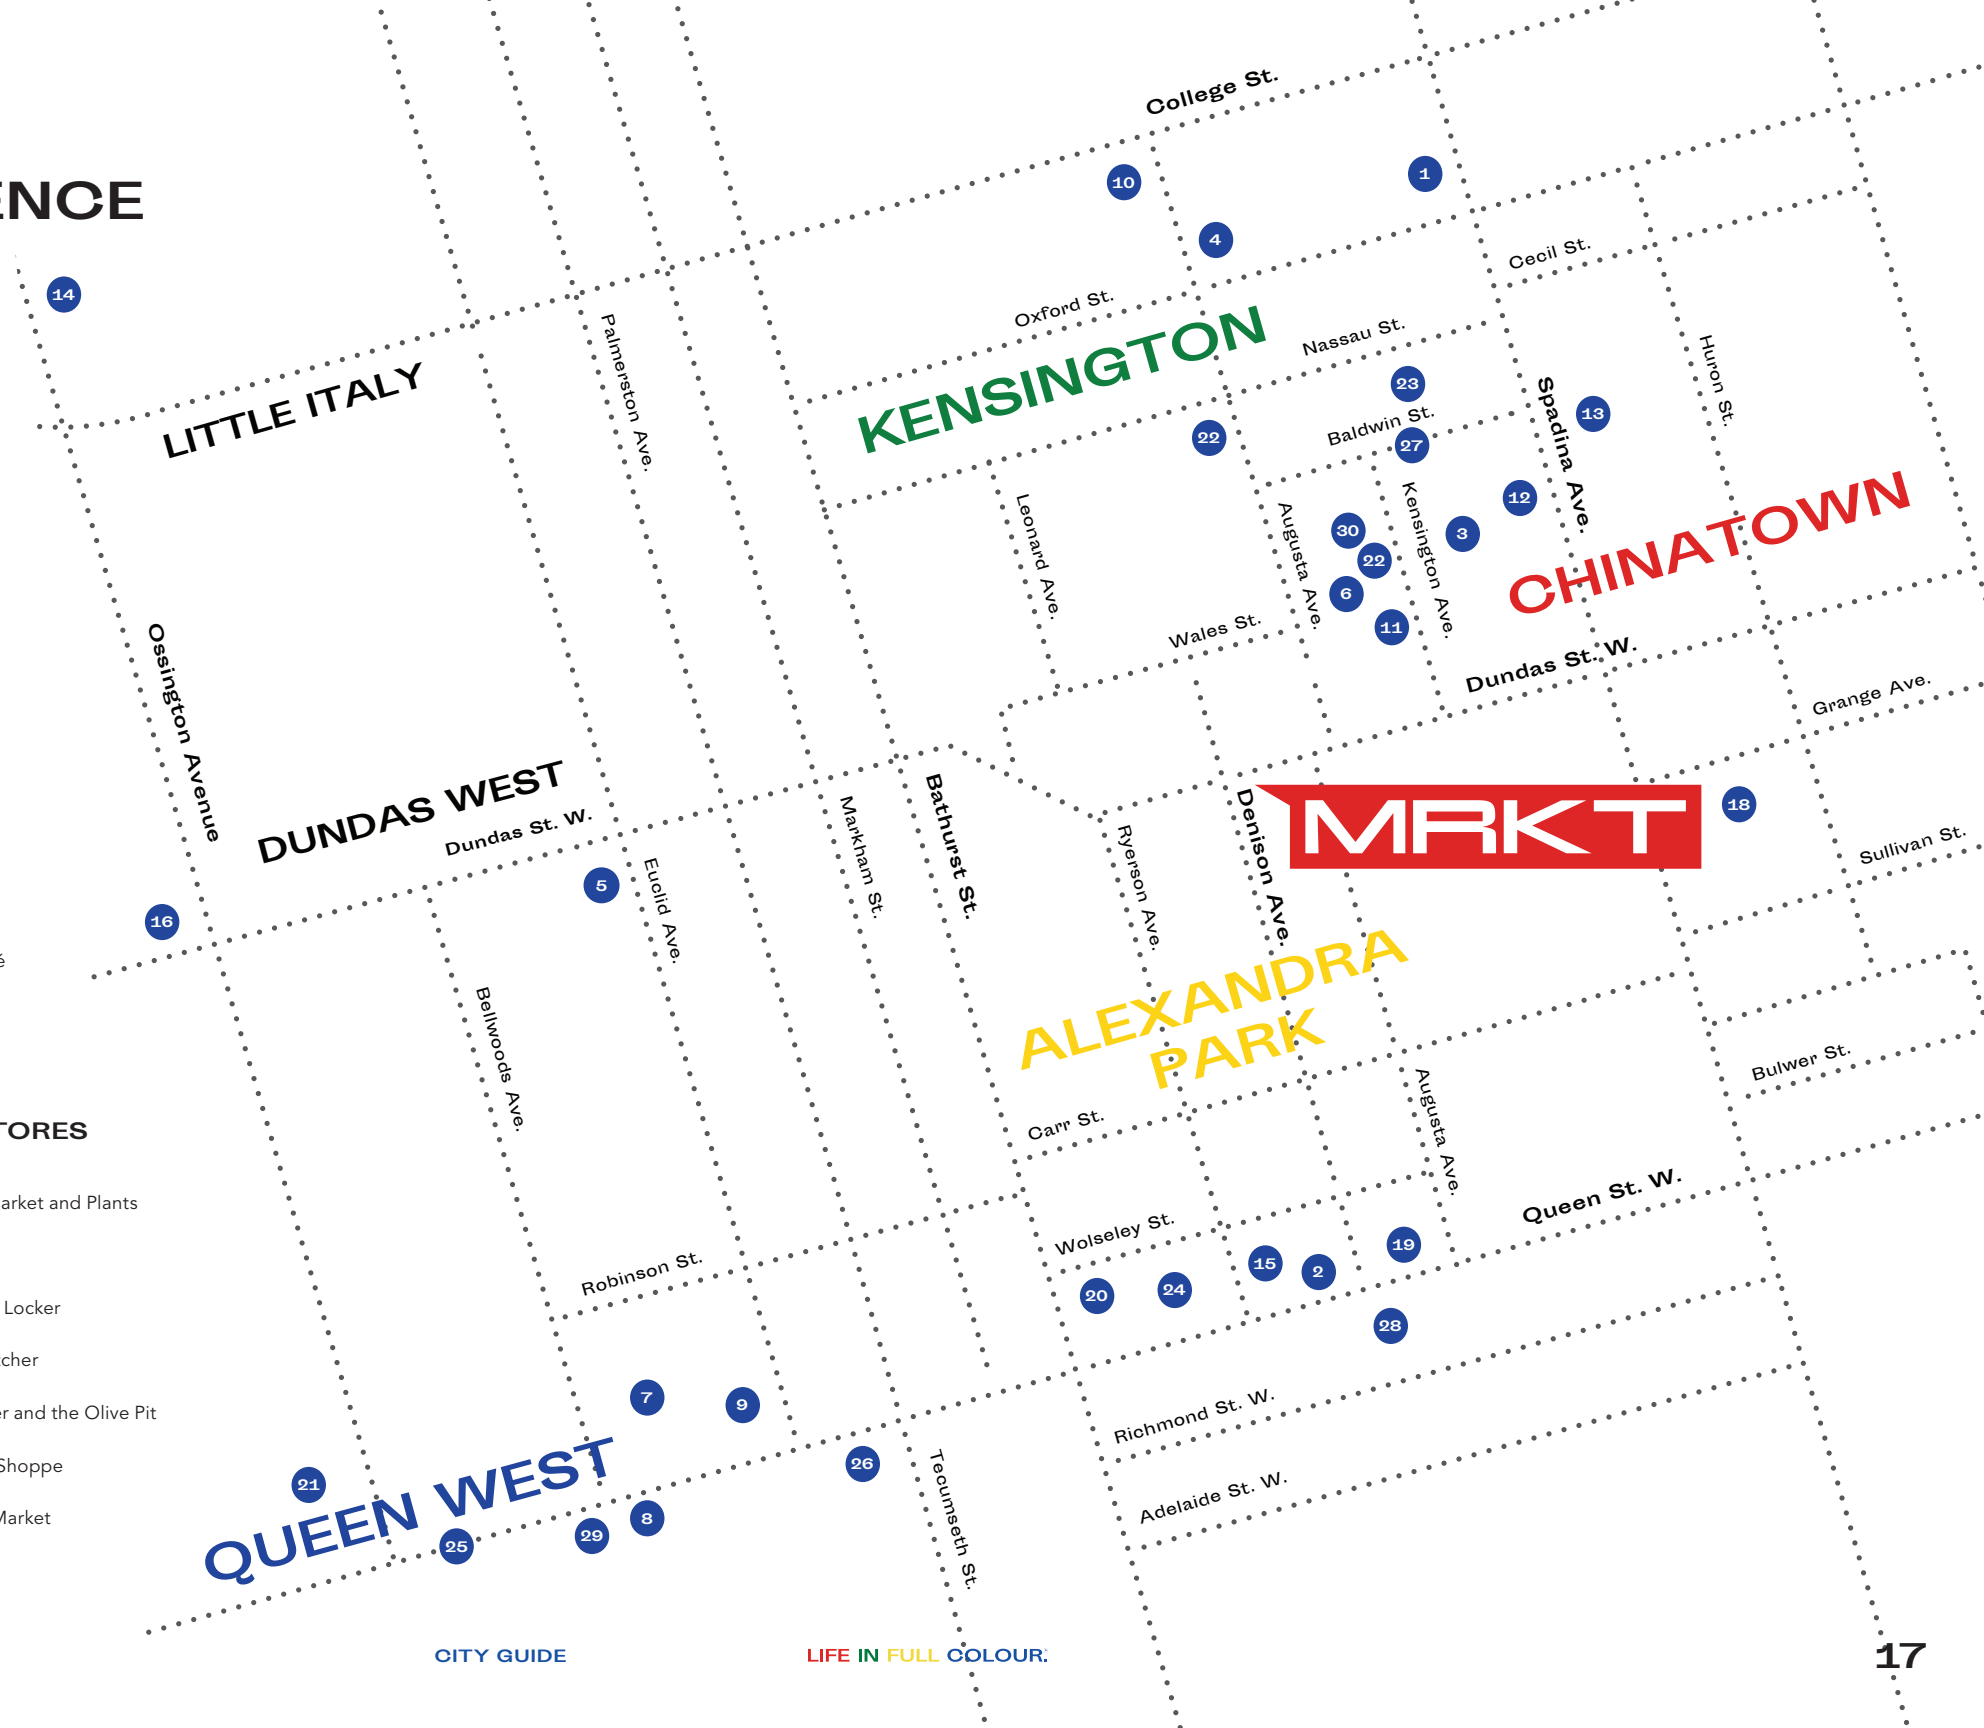 College St.
10
1
ENCE
4
Cecil St.
14
Oxford St.
Palmerston Ave.
KENSINGTON
Nassau St.
Huron St.
LITTLE ITALY
23
Spadina Ave.
13
Baldwin St.
22
27
Leonard Ave.
Augusta Ave.
Kensington Ave.
12
30
3
CHINATOWN
22
6
11
Ossington Avenue
Wales St.
Dundas St. W.
Grange Ave.
DUNDAS WEST
Dundas St. W.
Markham St.
Bathurst St.
Denison Ave.
MRKT
18
Ryerson Ave.
Sullivan St.
5
Euclid Ave.
16
é
ALEXANDRA
PARK
Bellwoods Ave.
Bulwer St.
Augusta Ave.
Carr St.
TORES
arket and Plants
Queen St. W.
Wolseley St.
19
15
2
Robinson St.
20
24
Locker
28
tcher
7
9
Richmond St. W.
er and the Olive Pit
Tecumseth St.
QUEEN WEST
26
Shoppe
21
Adelaide St. W.
Market
8
29
25
CITY GUIDE
LIFE IN FULL COLOUR.
17